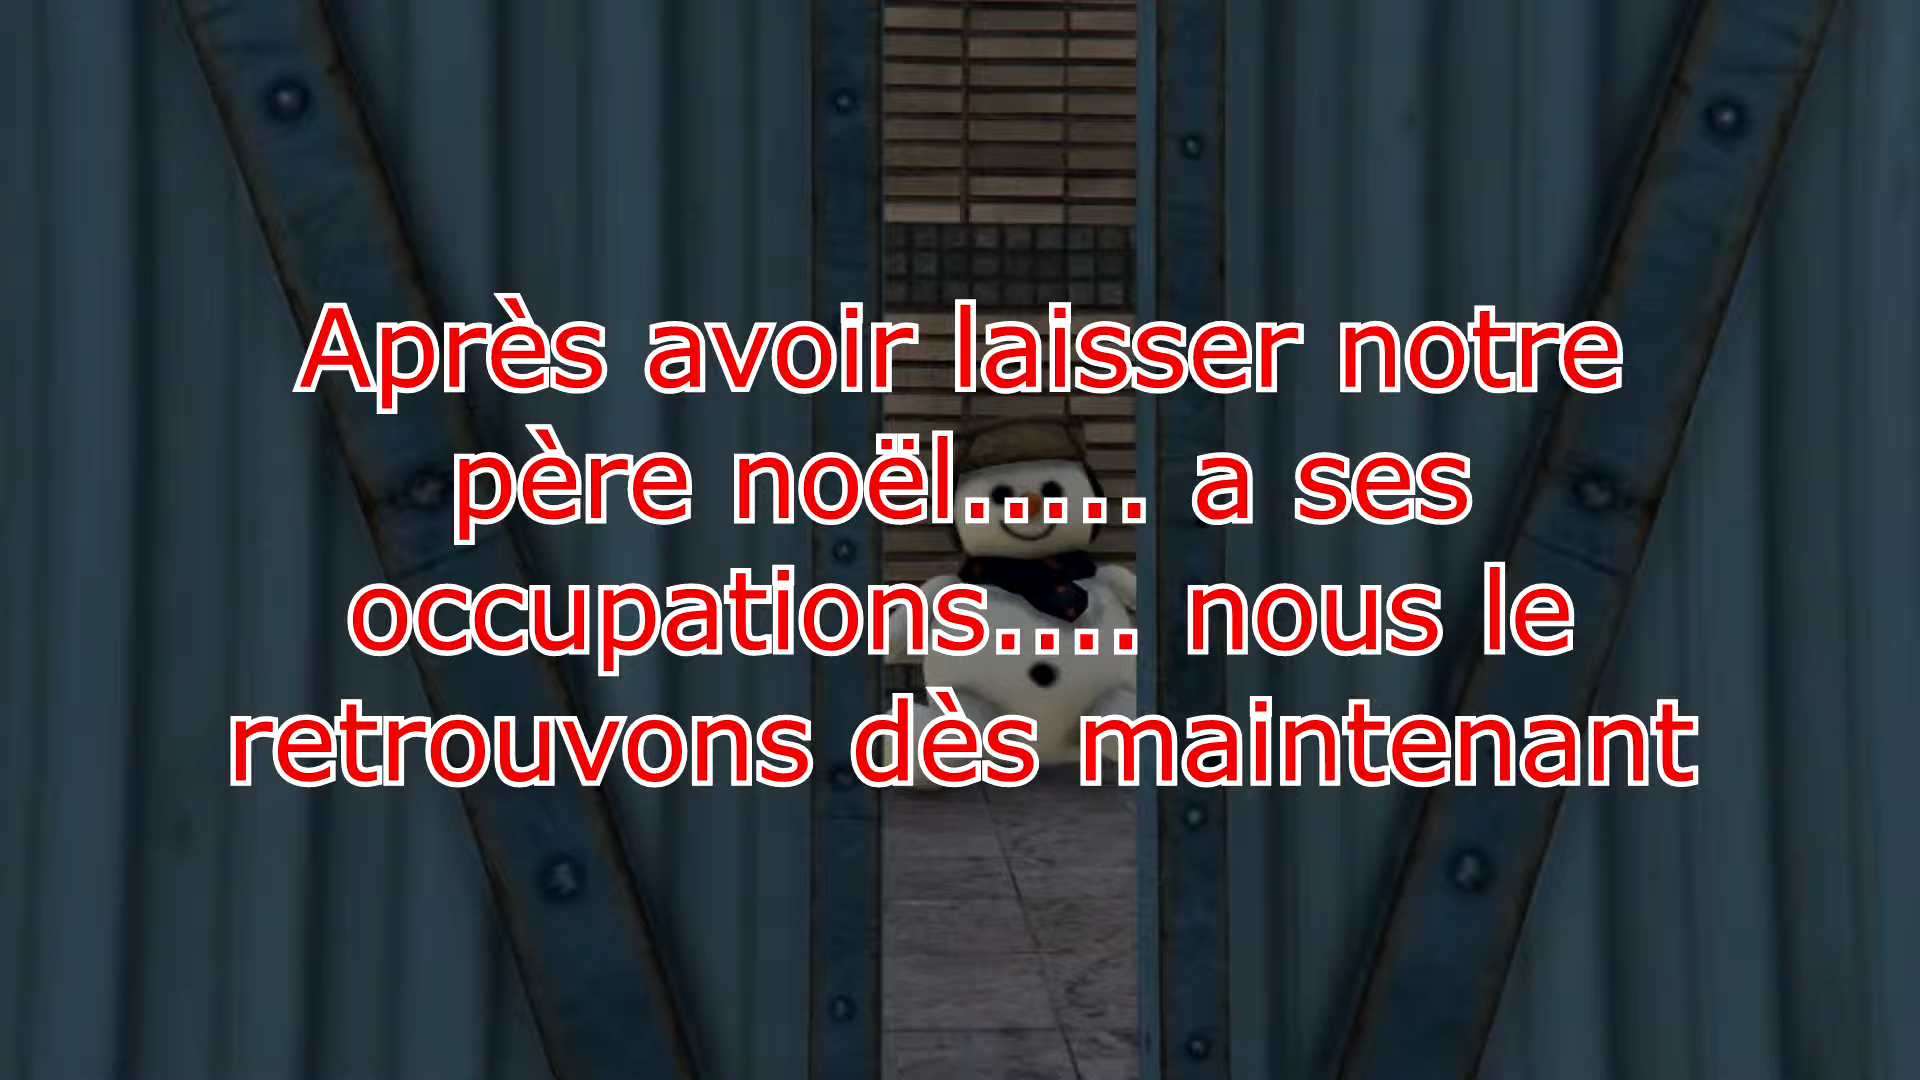 Après avoir laisser notre
père noël..... a ses
occupations.... nous le
retrouvons dès maintenant